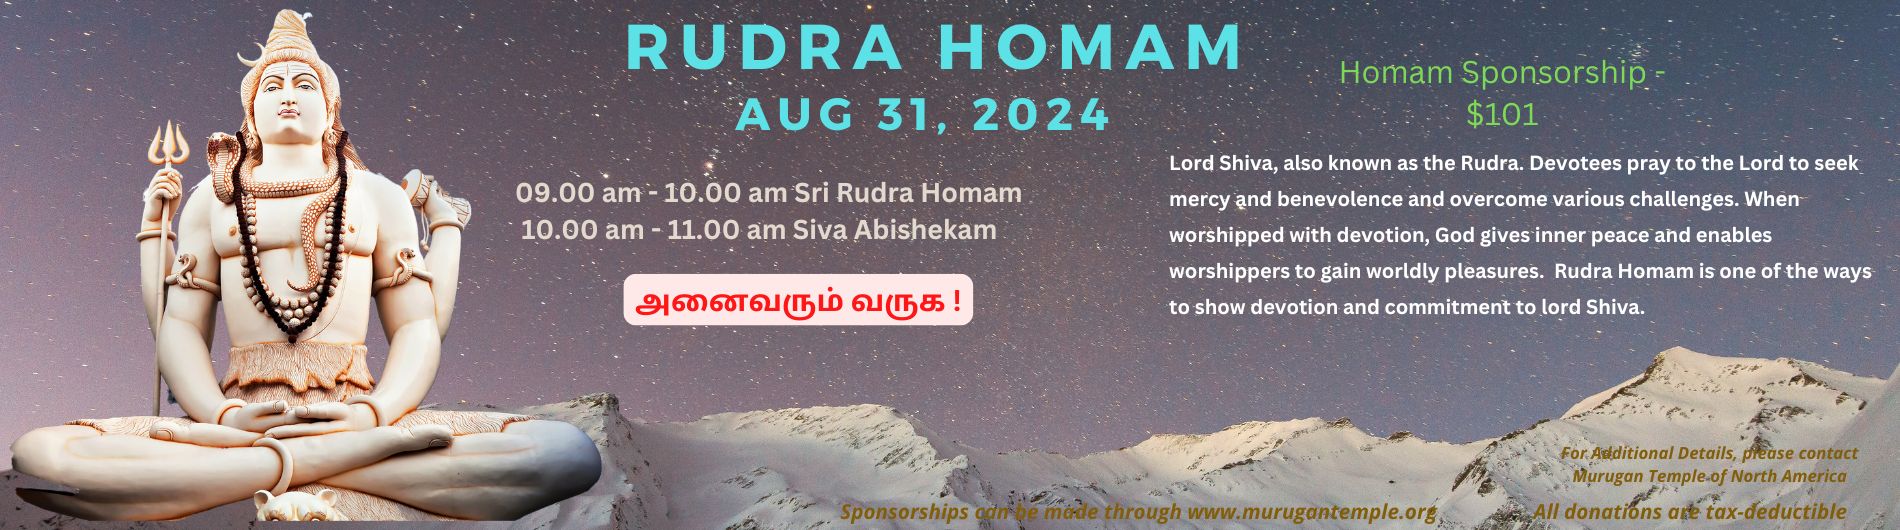 RUDRA HOMAM
AUG 31, 2024
Homam Sponsorship -
$101
09.00 am - 10.00 am Sri Rudra Homam
10.00 am - 11.00 am Siva Abishekam
அனைவரும் வருக !
Lord Shiva, also known as the Rudra. Devotees pray to the Lord to seek
mercy and benevolence and overcome various challenges. When
worshipped with devotion, God gives inner peace and enables
worshippers to gain worldly pleasures.  Rudra Homam is one of the ways
to show devotion and commitment to lord Shiva.
For Additional Details, please contact
Murugan Temple of North America
Sponsorships can be made through www.murugantemple.org
All donations are tax-deductible